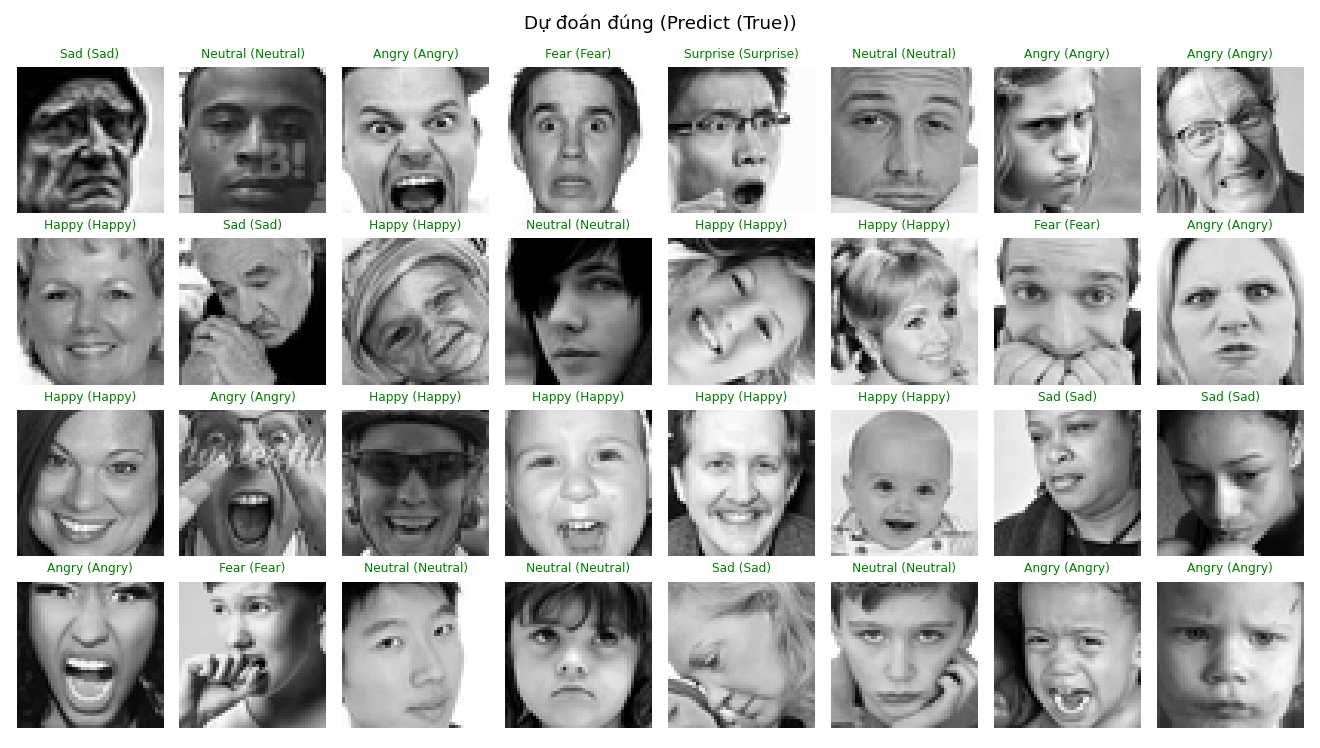 Dự đoán đúng (Predict (True))
Sad (Sad) Neutral (Neutral) Angry (Angry) Fear (Fear) Surprise (Surprise) Neutral (Neutral) Angry (Angry) Angry (Angry)
B!
Happy (Happy) Sad (Sad) Happy (Happy) Neutral (Neutral) Happy (Happy) Happy (Happy) Fear (Fear) Angry (Angry)
Happy (Happy) Angry (Angry) Happy (Happy) Happy (Happy) Happy (Happy) Happy (Happy) Sad (Sad) Sad (Sad)
Angry (Angry) Fear (Fear) Neutral (Neutral) Neutral (Neutral) Sad (Sad) Neutral (Neutral) Angry (Angry) Angry (Angry)